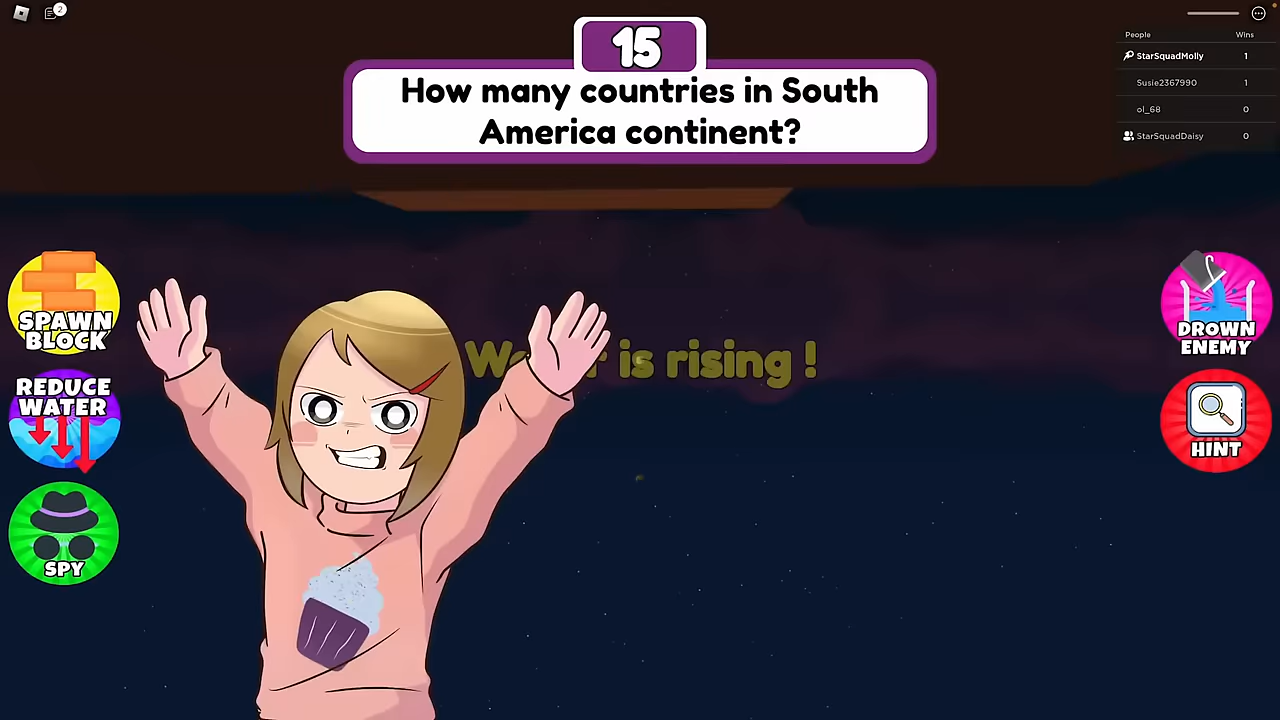 2
15
How many countries in South
America continent?
People Wins
StarSquadMolly 1
Susie2367990 1
ol_68 0
StarSquadDaisy 0
SPAWN
BLOCK
REDUCE
WATER
SPY
is rising !
DROWN
ENEMY
HINT